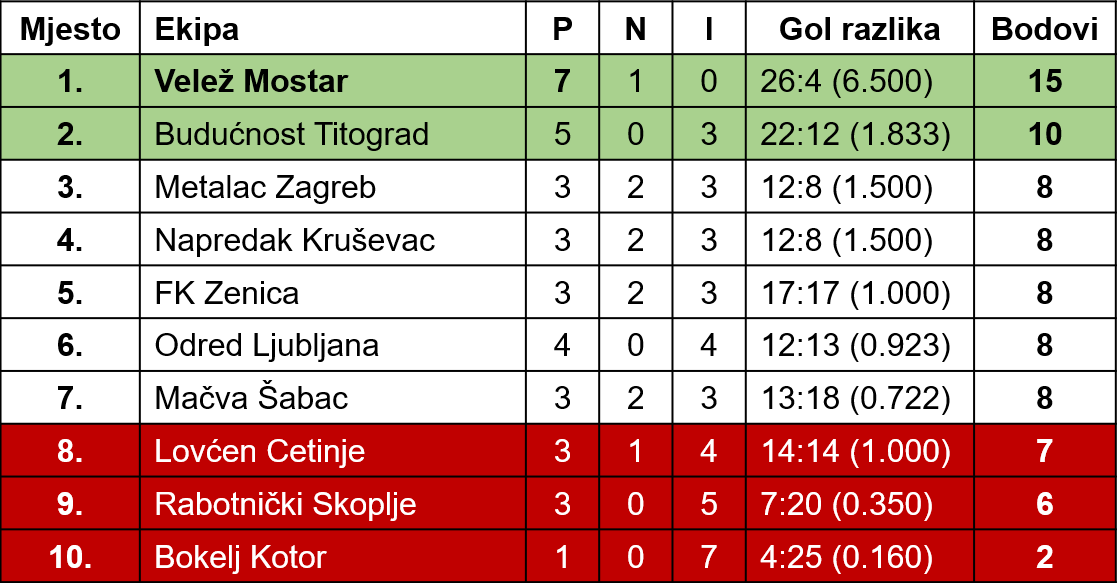 Mjesto Ekipa P N I Gol razlika Bodovi
1. Velež Mostar 7 1 0 26:4 (6.500) 15
2. Budućnost Titograd 5 0 3 22:12 (1.833) 10
3. Metalac Zagreb 3 2 3 12:8 (1.500) 8
4. Napredak Kruševac 3 2 3 12:8 (1.500) 8
5. FK Zenica 3 2 3 17:17 (1.000) 8
6. Odred Ljubljana 4 0 4 12:13 (0.923) 8
7. Mačva Šabac 3 2 3 13:18 (0.722) 8
8. Lovćen Cetinje 3 1 4 14:14 (1.000) 7
9. Rabotnički Skoplje 3 0 5 7:20 (0.350) 6
10. Bokelj Kotor 1 0 7 4:25 (0.160) 2